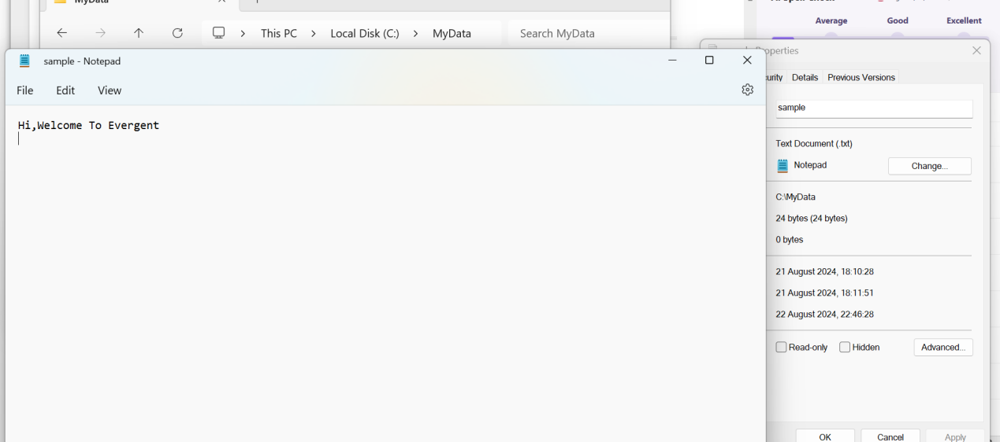 MyData
This PC > Local Disk (C:) > MyData
Search MyData
Average Good Excellent
sample - Notepad
File Edit View
Hi,Welcome To Evergent
Properties
Details Previous Versions
sample
Text Document (.txt)
Notepad
Change...
C:\MyData
24 bytes (24 bytes)
0 bytes
21 August 2024, 18:10:28
21 August 2024, 18:11:51
22 August 2024, 22:46:28
Read-only Hidden Advanced...
OK Cancel Apply